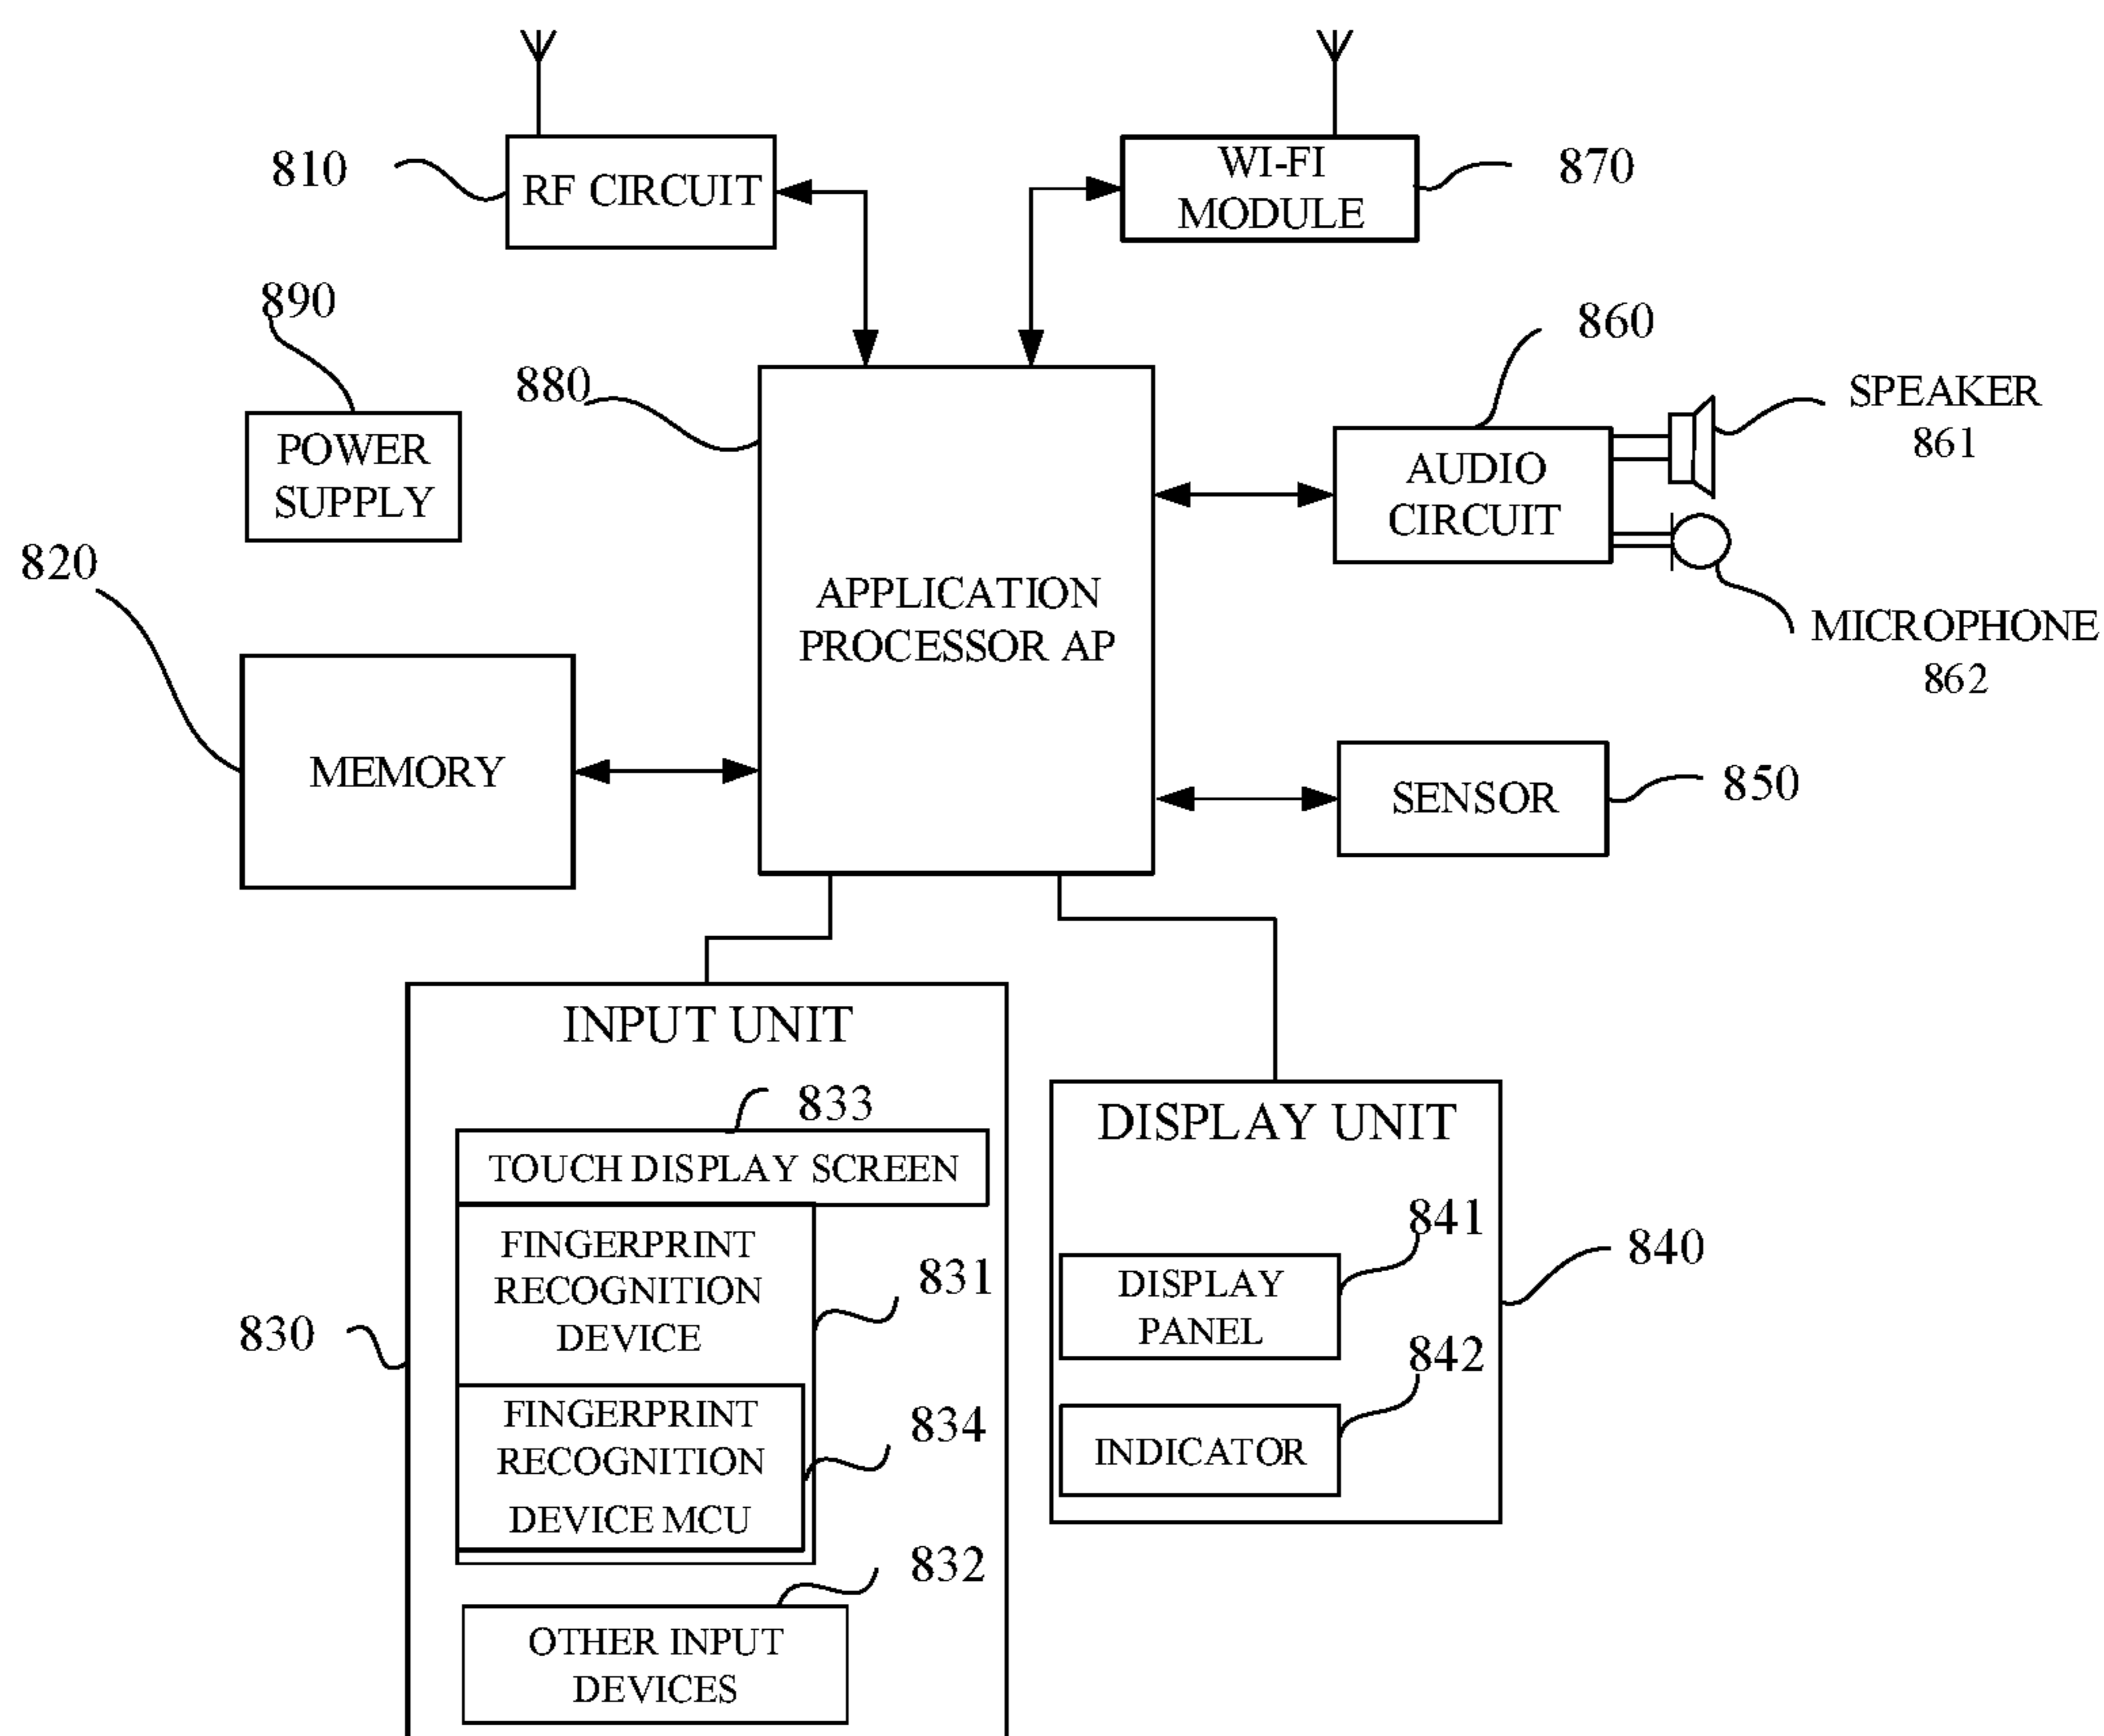 810
RF CIRCUIT
WI-FI
MODULE
870
890
POWER
SUPPLY
880
APPLICATION
PROCESSOR AP
860
AUDIO
CIRCUIT
SPEAKER
861
MICROPHONE
862
820
MEMORY
SENSOR
850
INPUT UNIT
833
TOUCH DISPLAY SCREEN
FINGERPRINT
RECOGNITION
DEVICE
831
830
FINGERPRINT
RECOGNITION
DEVICE MCU
834
832
OTHER INPUT
DEVICES
DISPLAY UNIT
841
DISPLAY
PANEL
840
842
INDICATOR